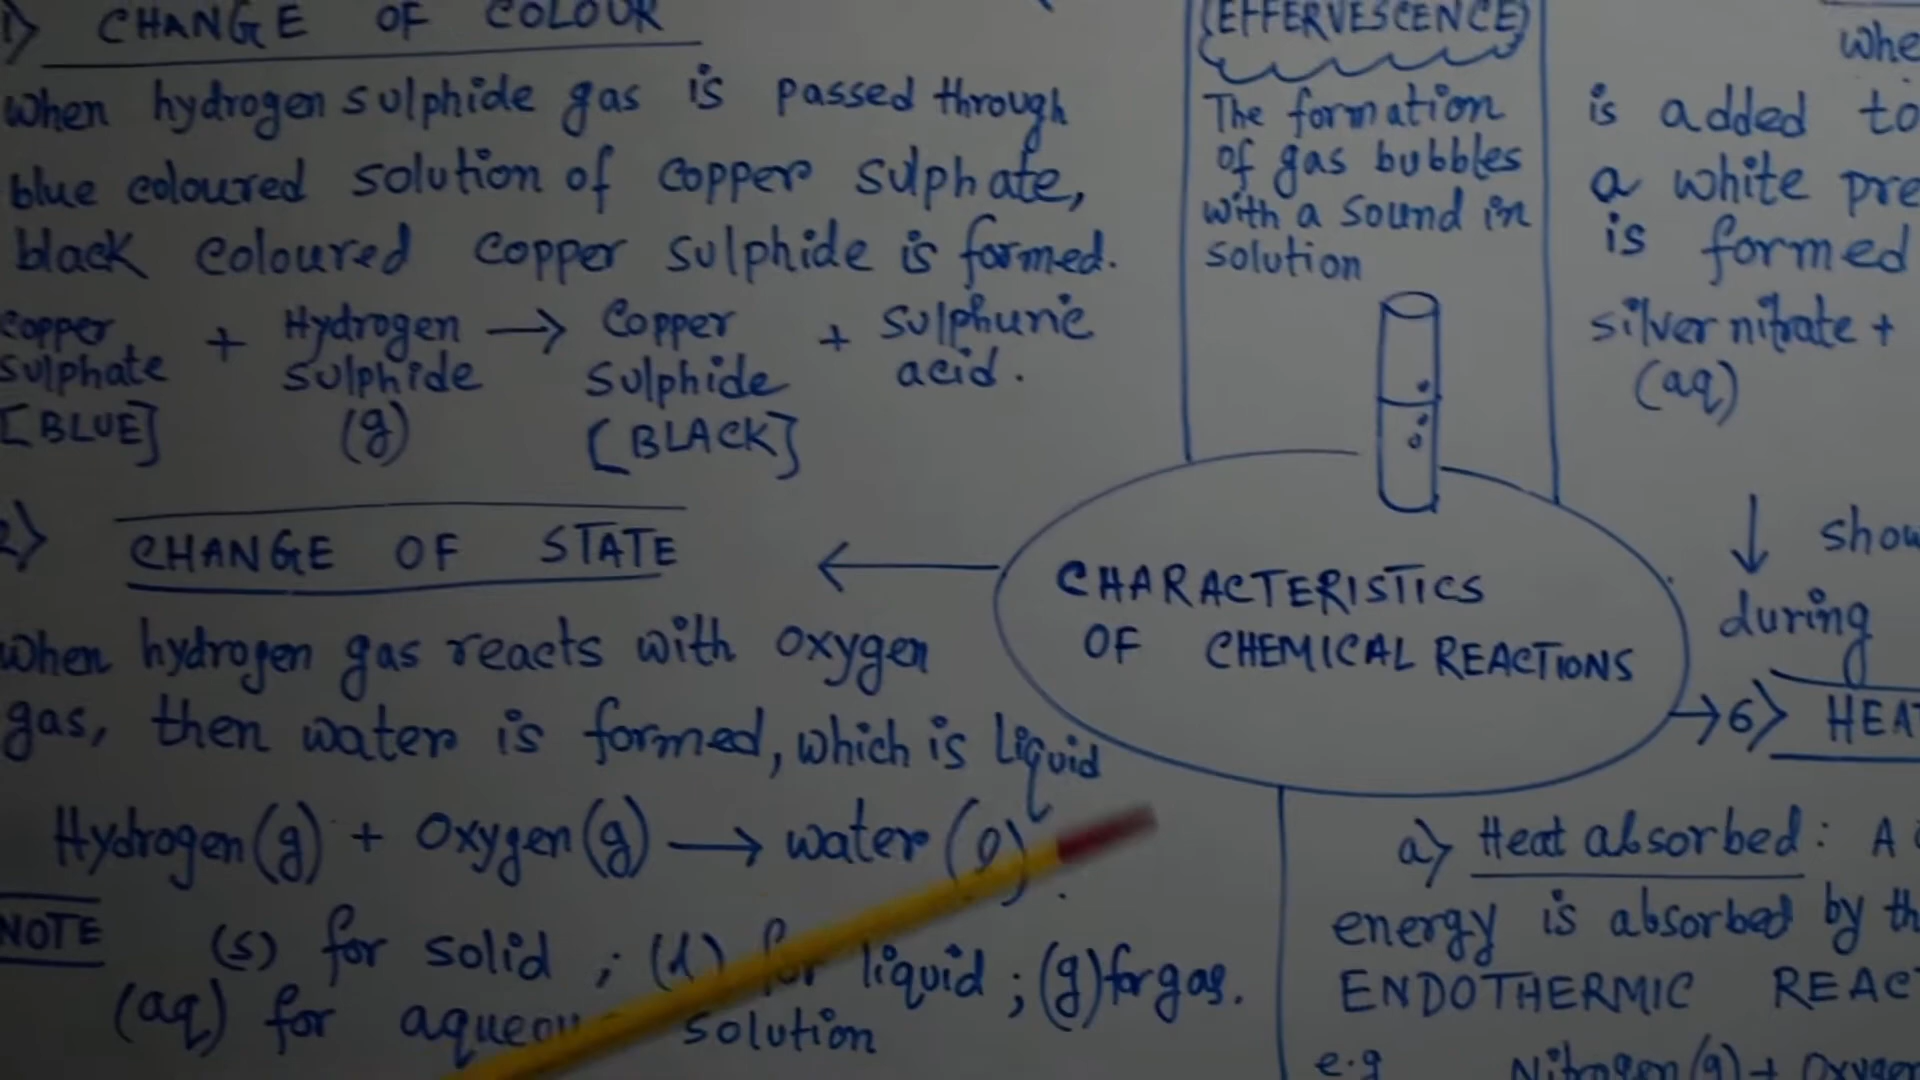 1) CHANGE OF COLOUR
When hydrogen sulphide gas is passed through
blue coloured solution of copper sulphate,
black coloured copper sulphide is formed.
copper sulphate + Hydrogen sulphide → Copper sulphide + sulphuric acid.
[BLUE] (g) [BLACK]
2) CHANGE OF STATE
When hydrogen gas reacts with oxygen
gas, then water is formed, which is liquid
Hydrogen(g) + Oxygen(g) → water (l)
NOTE (s) for solid ; (l) for liquid ; (g) for gas.
(aq) for solution
(EFFERVESCENCE)
The formation
of gas bubbles
with a sound in
solution
CHARACTERISTICS
OF CHEMICAL REACTIONS
is added to
a white
is formed
silver nitrate +
(aq)
↓
during
→ 6)
a) Heat absorbed: A
energy is absorbed by
ENDOTHERMIC
e.g Nitrogen(g) +